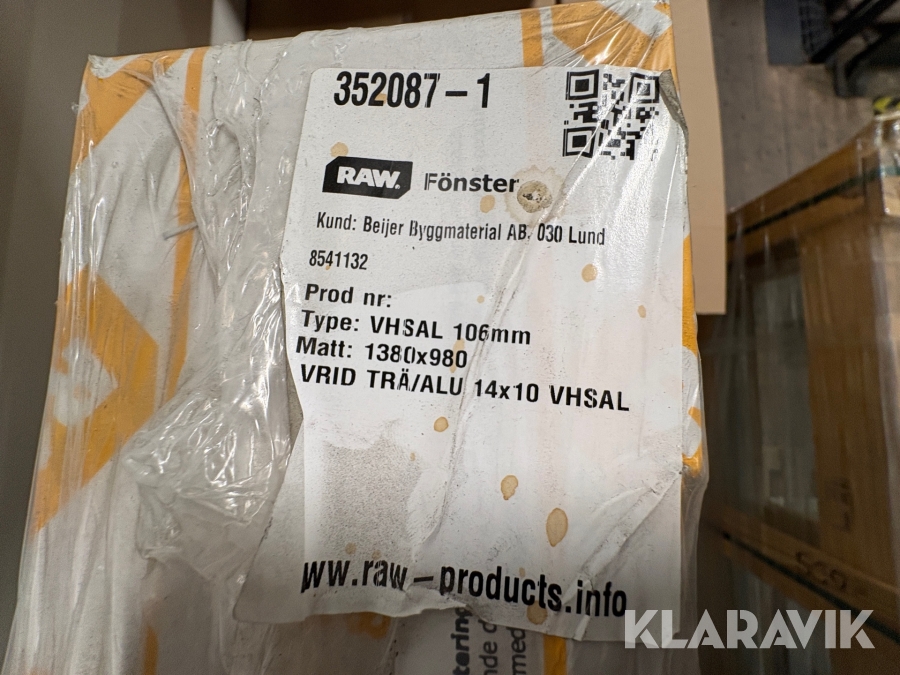 352087-1
RAW. Fönster
Kund: Beijer Byggmaterial AB. 030 Lund
8541132
Prod nr:
Type: VHSAL 106mm
Matt: 1380x980
VRID TRÄ/ALU 14x10 VHSAL
ww.raw-products.info
KLARAVIK